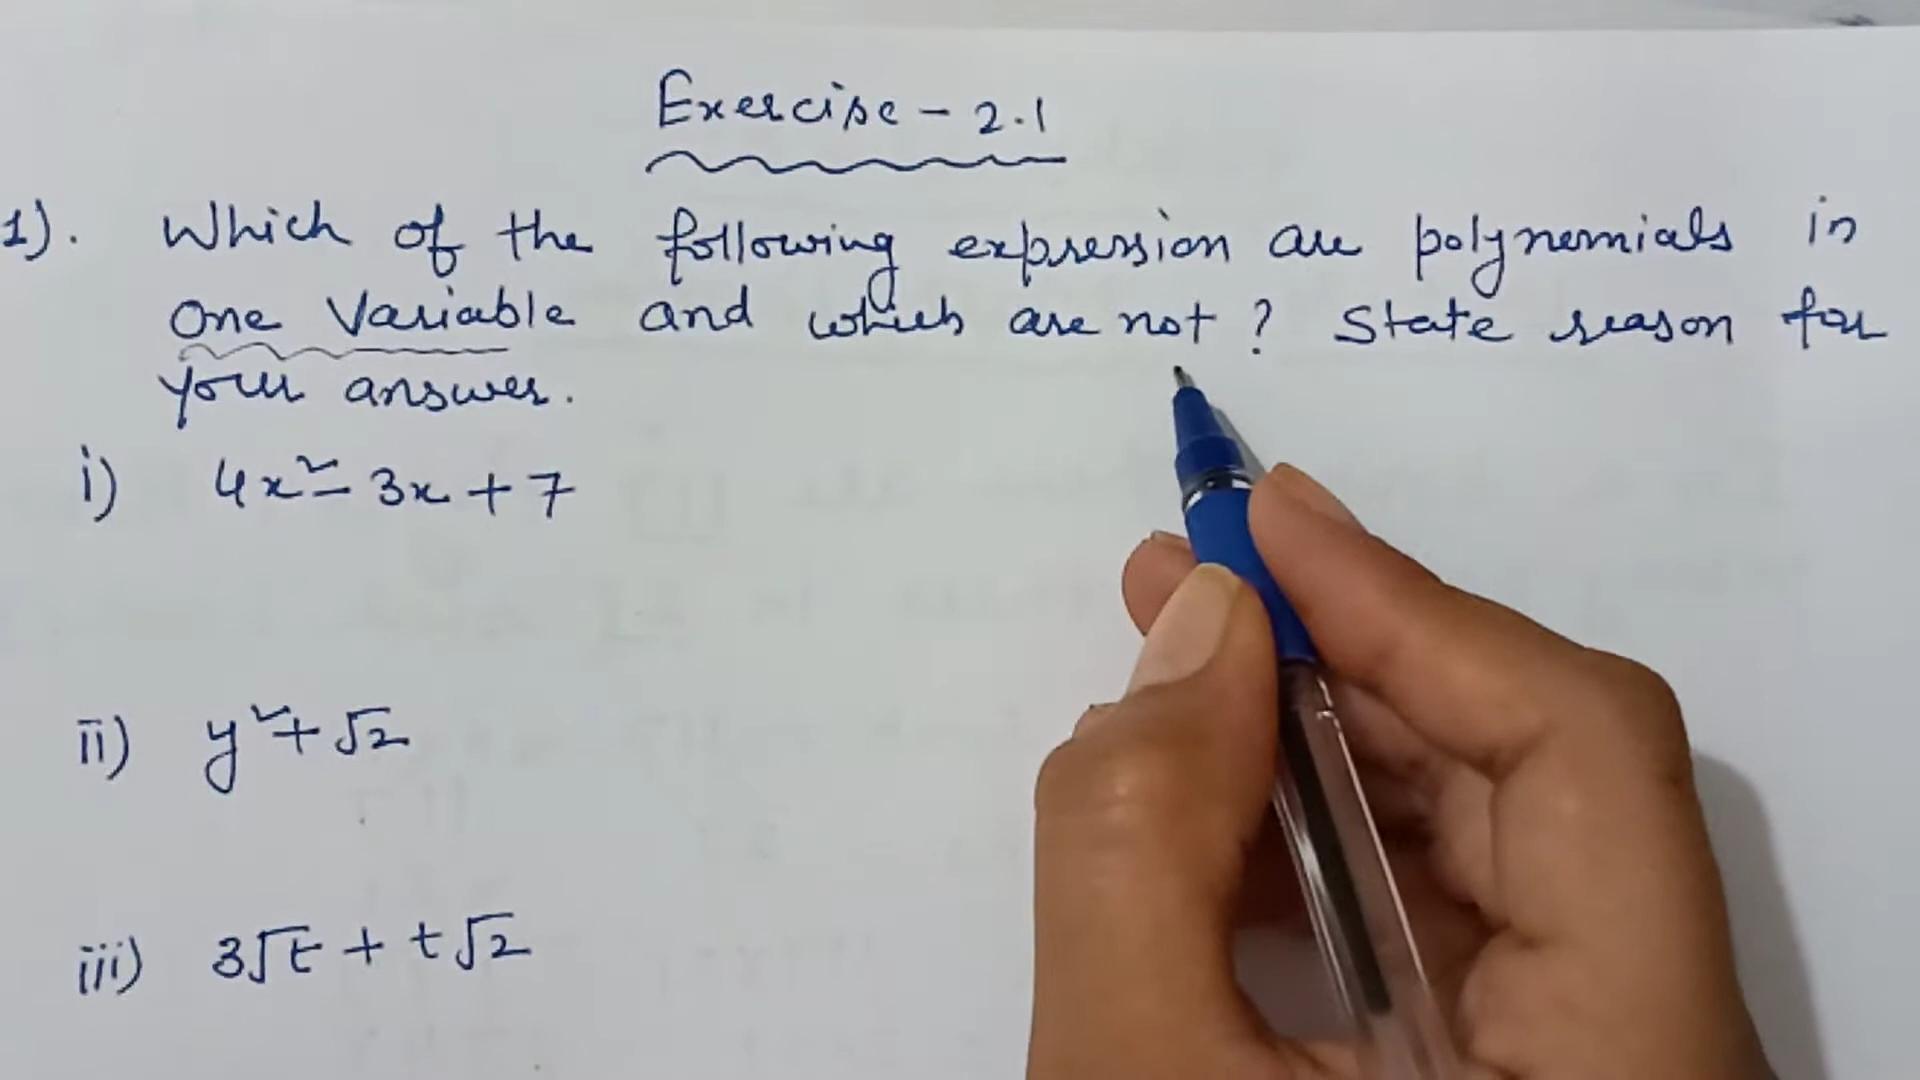 Exercise - 2.1
1). Which of the following expression are polynomials in
one variable and which are not? State reason for
your answer.
i) 4x² - 3x + 7
ii) y² + √2
iii) 3√t + t√2